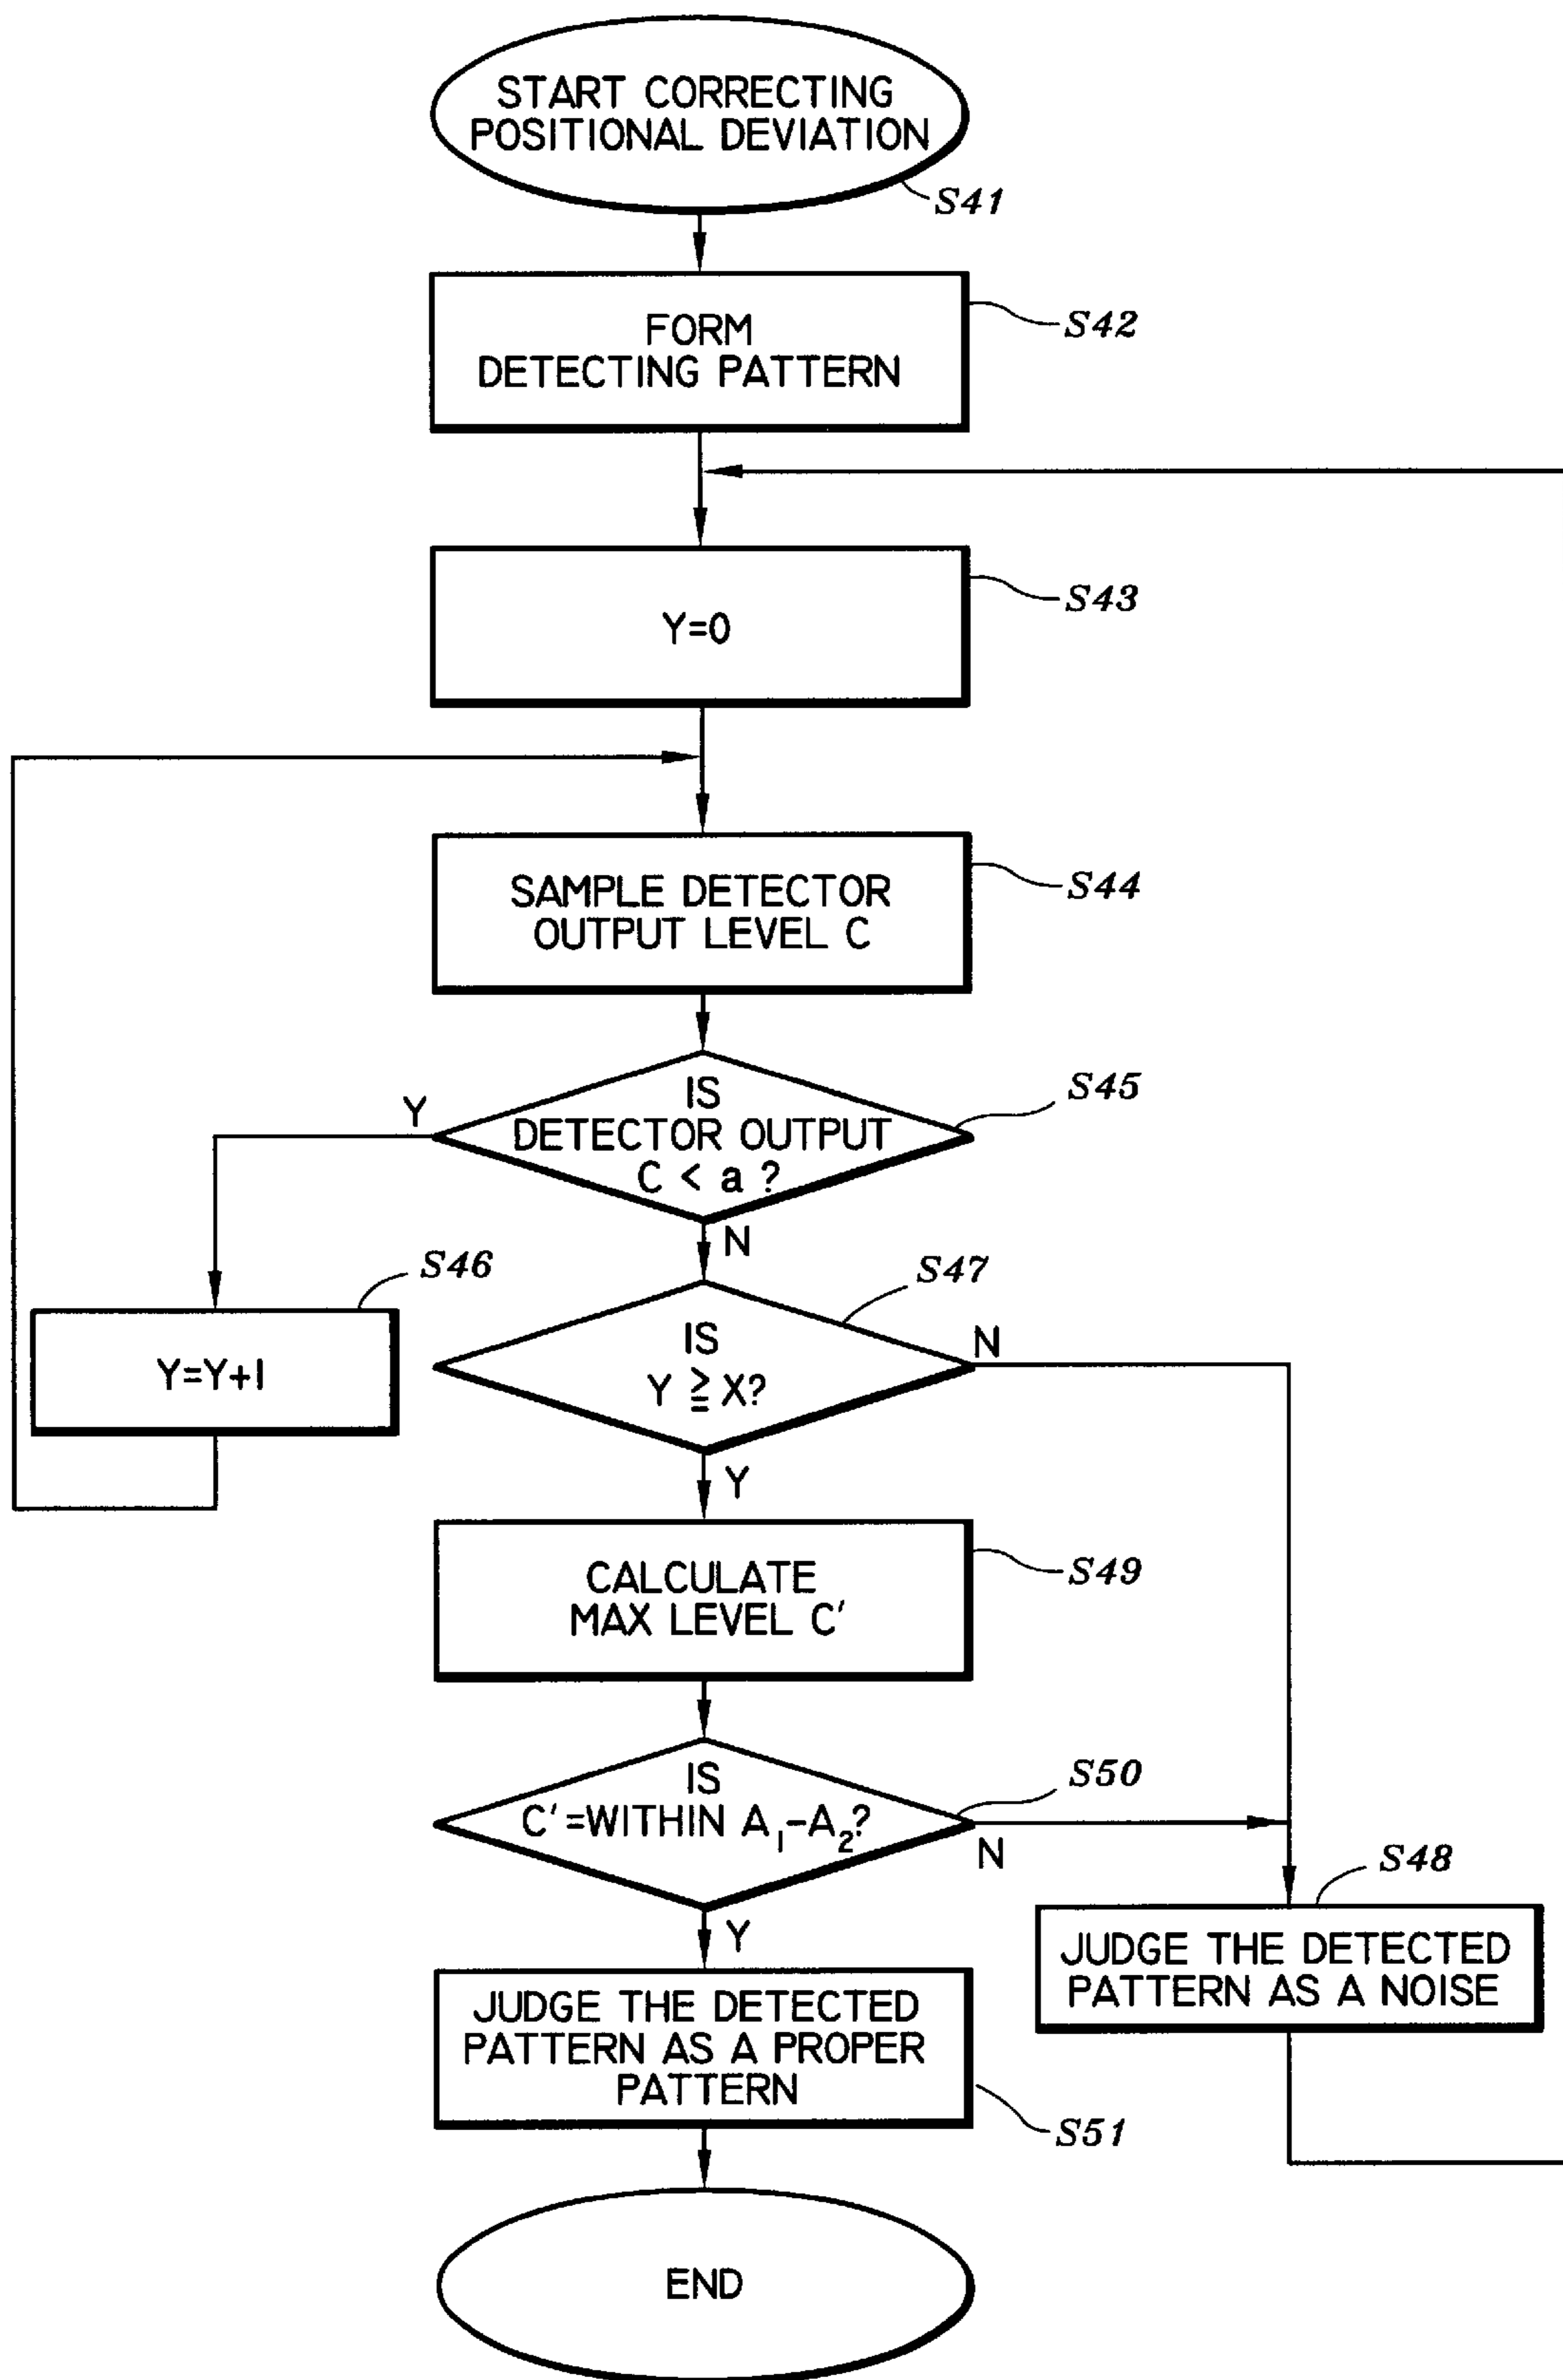 START CORRECTING
POSITIONAL DEVIATION
S41
FORM
DETECTING PATTERN
S42
Y=0
S43
SAMPLE DETECTOR
OUTPUT LEVEL C
S44
IS
DETECTOR OUTPUT
C < a ?
S45
Y
N
S46
Y=Y+1
S47
IS
Y ≧ X?
N
Y
CALCULATE
MAX LEVEL C'
S49
IS
C'=WITHIN A₁-A₂?
S50
N
Y
S48
JUDGE THE DETECTED
PATTERN AS A NOISE
JUDGE THE DETECTED
PATTERN AS A PROPER
PATTERN
S51
END